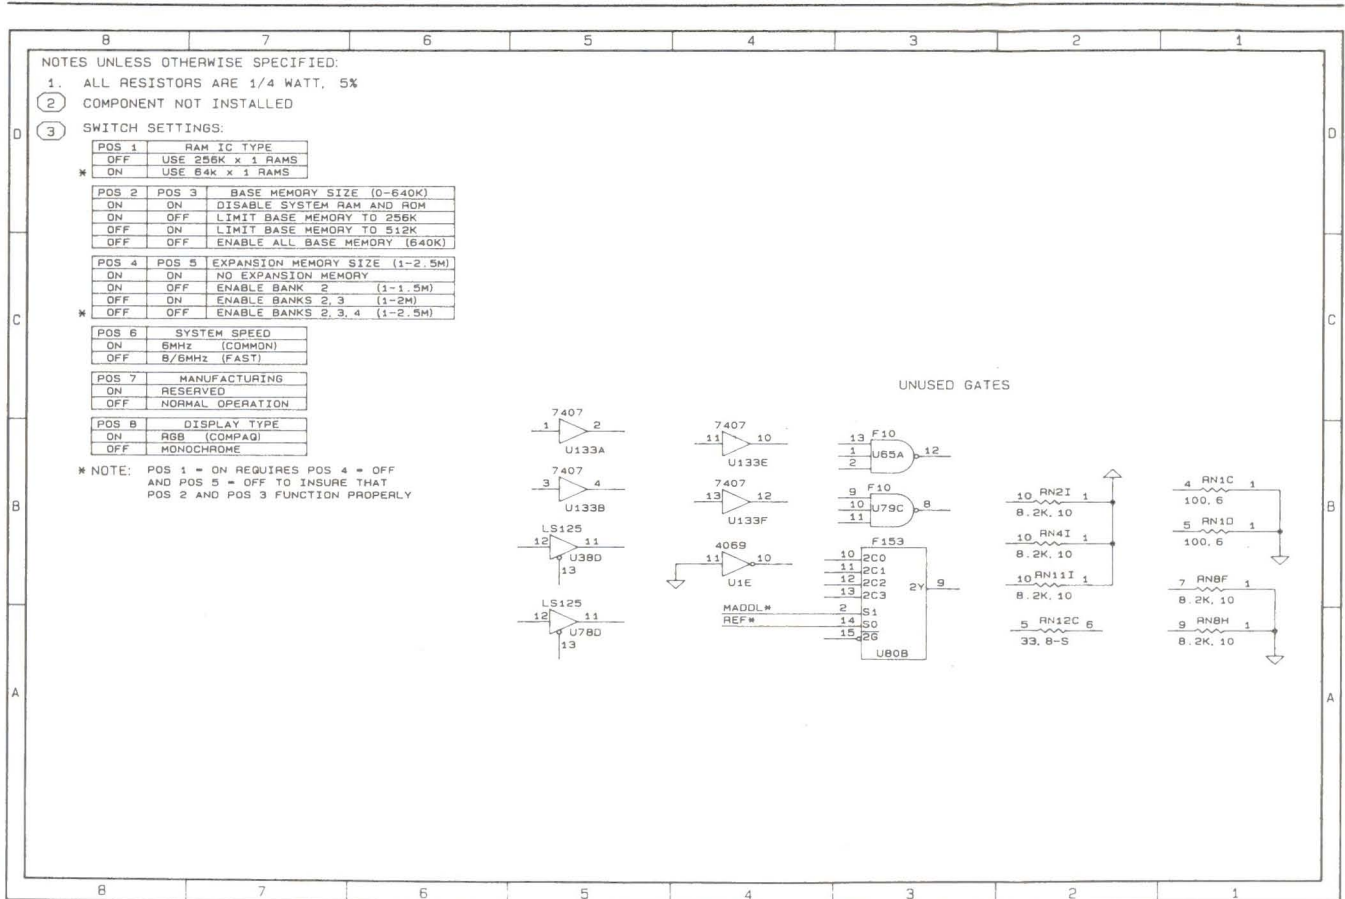 8 7 6 5 4 3 2 1
NOTES UNLESS OTHERWISE SPECIFIED:
1. ALL RESISTORS ARE 1/4 WATT, 5%
2 COMPONENT NOT INSTALLED
3 SWITCH SETTINGS:
POS 1 RAM IC TYPE
OFF USE 256K x 1 RAMS
* ON USE 64K x 1 RAMS
POS 2 POS 3 BASE MEMORY SIZE (0-640K)
ON ON DISABLE SYSTEM RAM AND ROM
ON OFF LIMIT BASE MEMORY TO 256K
OFF ON LIMIT BASE MEMORY TO 512K
OFF OFF ENABLE ALL BASE MEMORY (640K)
POS 4 POS 5 EXPANSION MEMORY SIZE (1-2.5M)
ON ON NO EXPANSION MEMORY
ON OFF ENABLE BANK 2 (1-1.5M)
OFF ON ENABLE BANKS 2, 3 (1-2M)
* OFF OFF ENABLE BANKS 2, 3, 4 (1-2.5M)
POS 6 SYSTEM SPEED
ON 6MHz (COMMON)
OFF 8/6MHz (FAST)
POS 7 MANUFACTURING
ON RESERVED
OFF NORMAL OPERATION
POS 8 DISPLAY TYPE
ON RGB (COMPAQ)
OFF MONOCHROME
* NOTE: POS 1 = ON REQUIRES POS 4 = OFF
AND POS 5 = OFF TO INSURE THAT
POS 2 AND POS 3 FUNCTION PROPERLY
UNUSED GATES
7407
1 2
U133A
7407
3 4
U133B
LS125
12 11
U38D
13
LS125
12 11
U78D
13
7407
11 10
U133E
7407
13 12
U133F
4069
11 10
U1E
F10
13
1 U65A 12
2
F10
9
10 U79C 8
11
F153
10 2C0
11 2C1
12 2C2
13 2C3
2Y 9
MADDL* 2 S1
REF* 14 S0
15 2G
U80B
10 RN2I 1
8.2K, 10
10 RN4I 1
8.2K, 10
10 RN11I 1
8.2K, 10
5 RN12C 6
33, 8-S
4 RN1C 1
100, 6
5 RN1D 1
100, 6
7 RN8F 1
8.2K, 10
9 RN8H 1
8.2K, 10
D D
C C
B B
A A
8 7 6 5 4 3 2 1